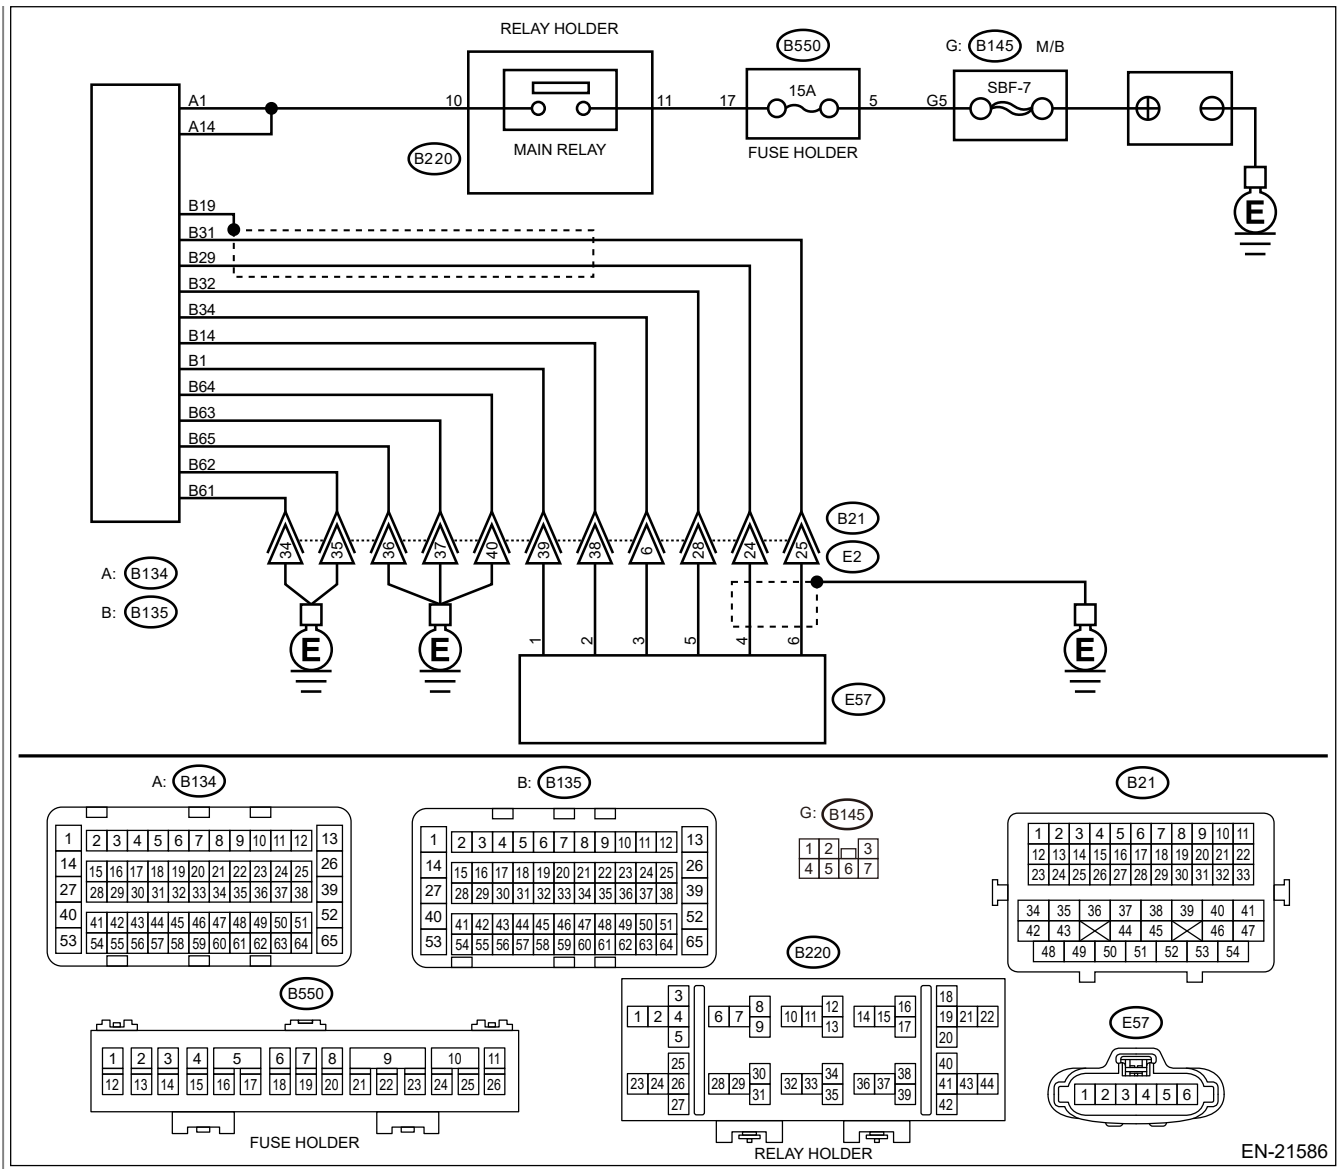 RELAY HOLDER
B550
G: B145 M/B
15A
SBF-7
A1
10
11
17
5
G5
A14
MAIN RELAY
FUSE HOLDER
B220
E
B19
B31
B29
B32
B34
B14
B1
B64
B63
B65
B62
B61
B21
34 35 36 37 40 39 38 6 28 24 25
E2
A: B134
B: B135
1 2 3 5 4 6
E E E
E57
A: B134
B: B135
G: B145
B21
1 2 3 4 5 6 7 8 9 10 11 12 13
14 15 16 17 18 19 20 21 22 23 24 25 26
27 28 29 30 31 32 33 34 35 36 37 38 39
40 41 42 43 44 45 46 47 48 49 50 51 52
53 54 55 56 57 58 59 60 61 62 63 64 65
1 2 3 4 5 6 7 8 9 10 11 12 13
14 15 16 17 18 19 20 21 22 23 24 25 26
27 28 29 30 31 32 33 34 35 36 37 38 39
40 41 42 43 44 45 46 47 48 49 50 51 52
53 54 55 56 57 58 59 60 61 62 63 64 65
1 2 3
4 5 6 7
1 2 3 4 5 6 7 8 9 10 11
12 13 14 15 16 17 18 19 20 21 22
23 24 25 26 27 28 29 30 31 32 33
34 35 36 37 38 39 40 41
42 43 44 45 46 47
48 49 50 51 52 53 54
B550
1 2 3 4 5 6 7 8 9 10 11
12 13 14 15 16 17 18 19 20 21 22 23 24 25 26
FUSE HOLDER
B220
3 8 12 16 18
1 2 4 6 7 10 11 14 15 19 21 22
5 9 13 17 20
25 30 34 38 40
23 24 26 28 29 32 33 36 37 41 43 44
27 31 35 39 42
RELAY HOLDER
E57
1 2 3 4 5 6
EN-21586